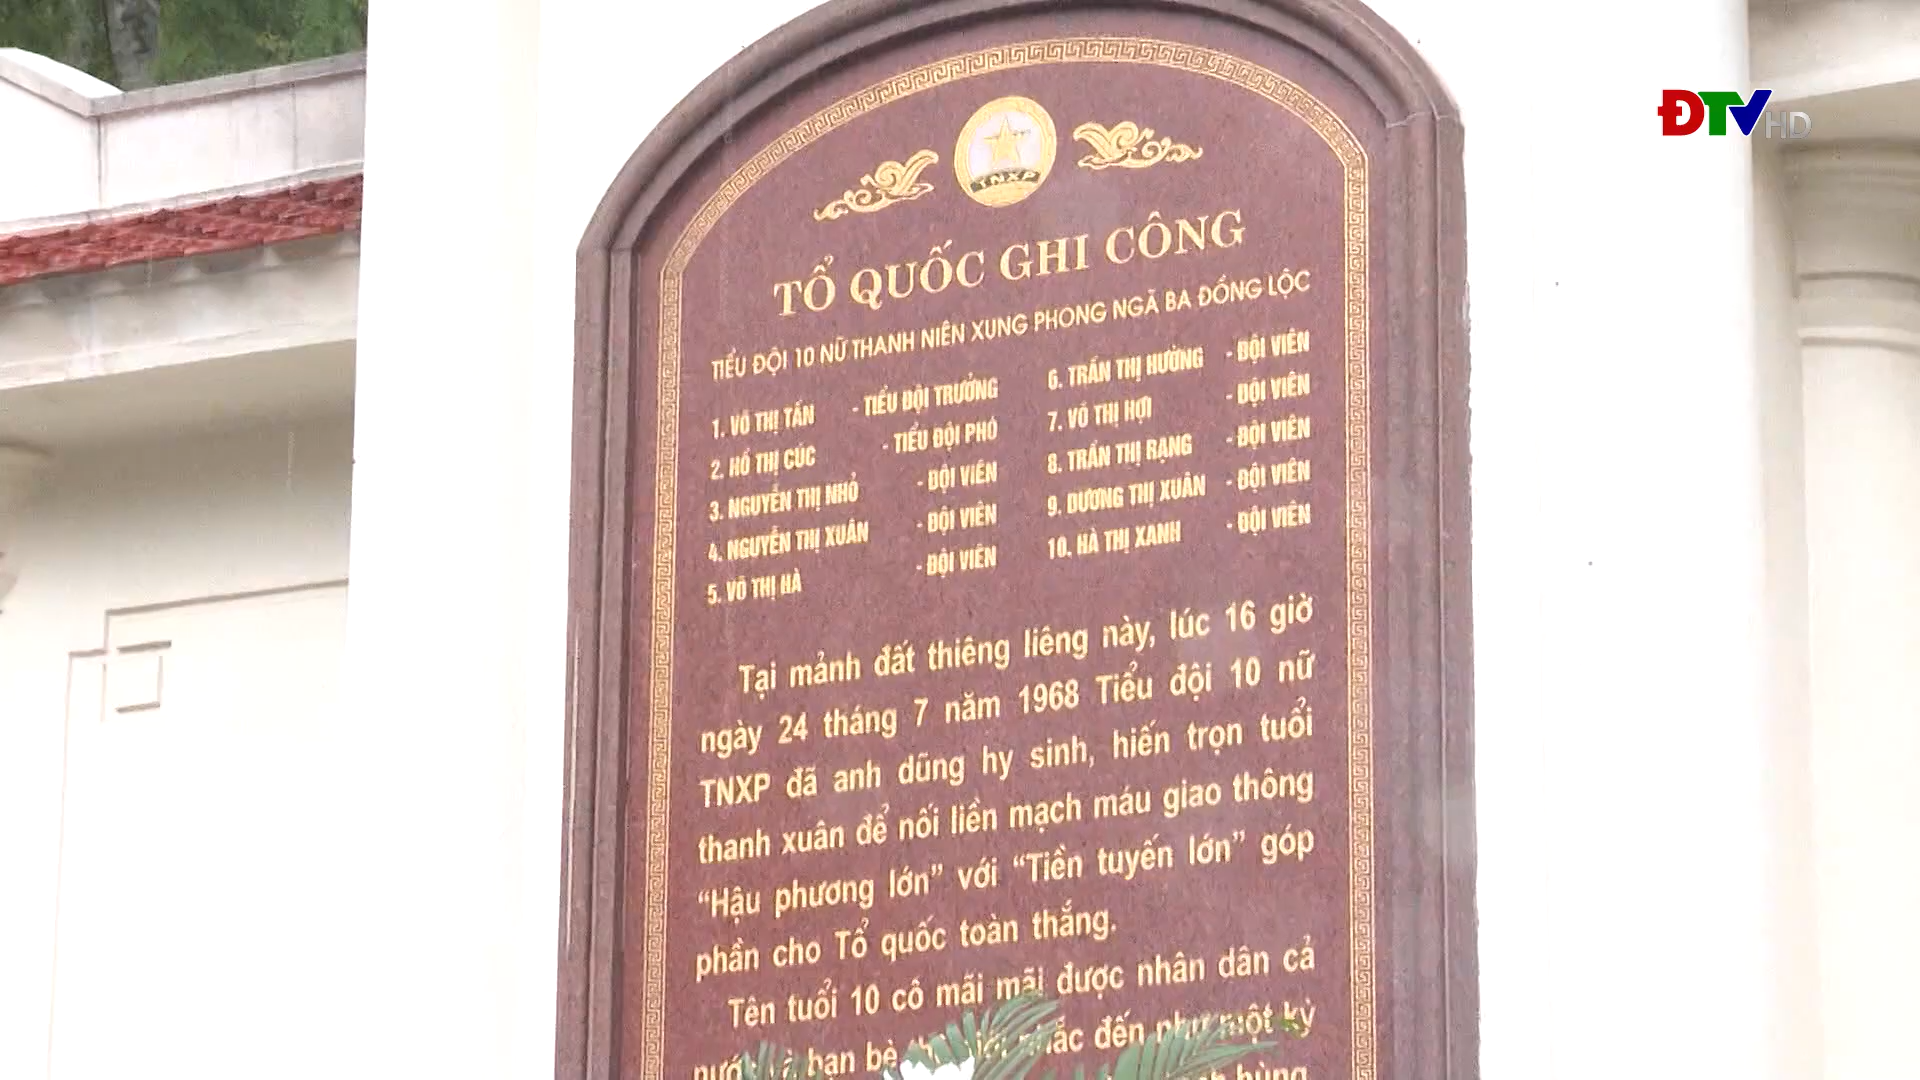 ĐTV HD
TNXP
TỔ QUỐC GHI CÔNG
TIỂU ĐỘI 10 NỮ THANH NIÊN XUNG PHONG NGÃ BA ĐỒNG LỘC
1. VÕ THỊ TẦN - TIỂU ĐỘI TRƯỞNG
2. HỒ THỊ CÚC - TIỂU ĐỘI PHÓ
3. NGUYỄN THỊ NHỎ - ĐỘI VIÊN
4. NGUYỄN THỊ XUÂN - ĐỘI VIÊN
5. VÕ THỊ HÀ - ĐỘI VIÊN
6. TRẦN THỊ HƯỜNG - ĐỘI VIÊN
7. VÕ THỊ HỢI - ĐỘI VIÊN
8. TRẦN THỊ RẠNG - ĐỘI VIÊN
9. DƯƠNG THỊ XUÂN - ĐỘI VIÊN
10. HÀ THỊ XANH - ĐỘI VIÊN
Tại mảnh đất thiêng liêng này, lúc 16 giờ
ngày 24 tháng 7 năm 1968 Tiểu đội 10 nữ
TNXP đã anh dũng hy sinh, hiến trọn tuổi
thanh xuân để nối liền mạch máu giao thông
“Hậu phương lớn” với “Tiền tuyến lớn” góp
phần cho Tổ quốc toàn thắng.
Tên tuổi 10 cô mãi mãi được nhân dân cả
bạn bè nhắc đến như một kỳ